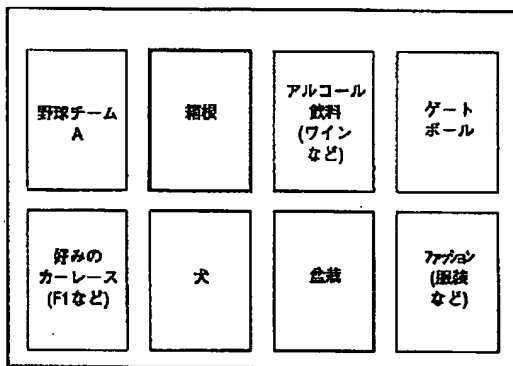 野球チーム
A
箱根
アルコール
飲料
(ワイン
など)
ゲート
ボール
好みの
カーレース
(F1など)
犬
盆栽
ファッション
(服装
など)